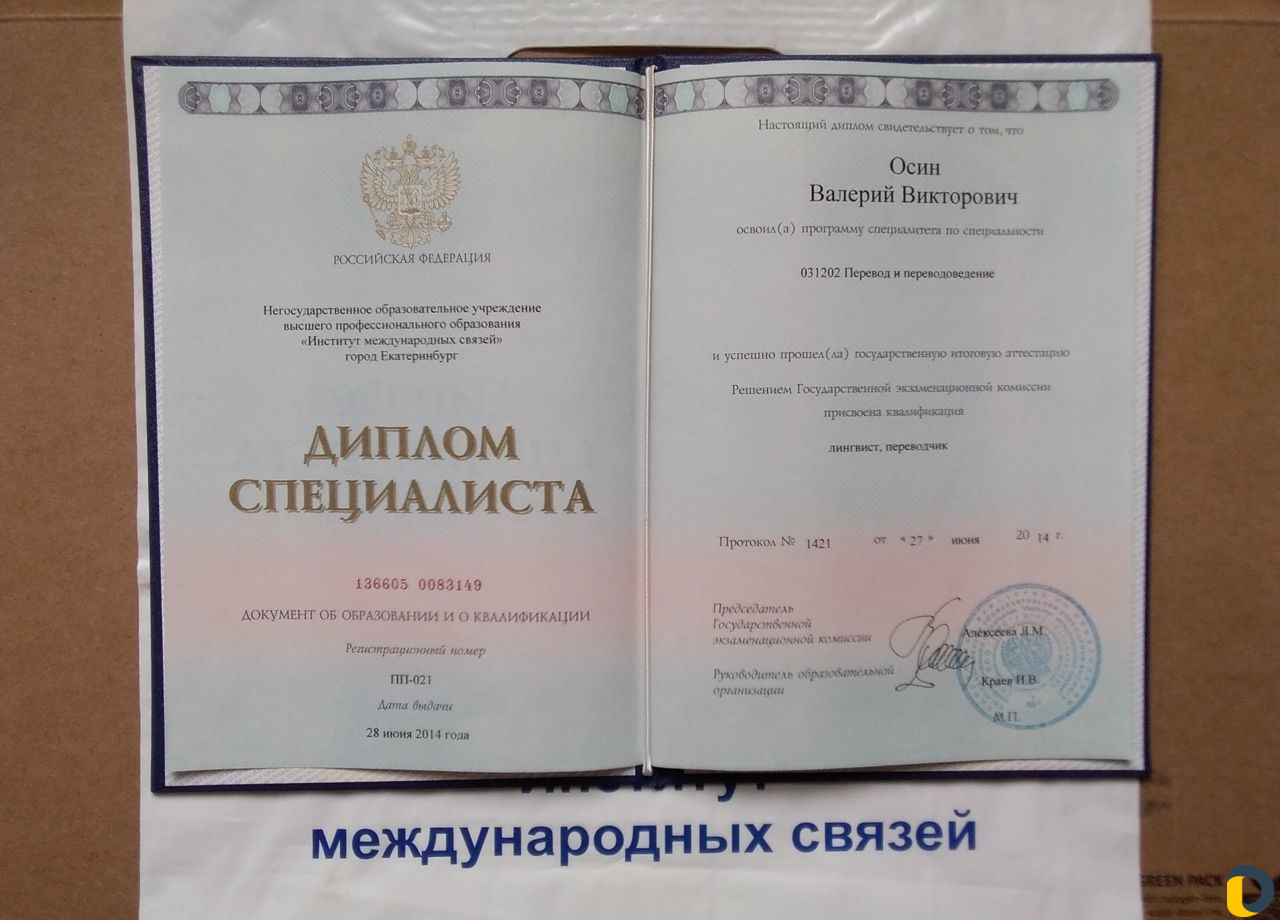 РОССИЙСКАЯ ФЕДЕРАЦИЯ
Негосударственное образовательное учреждение
высшего профессионального образования
«Институт международных связей»
город Екатеринбург
ДИПЛОМ
СПЕЦИАЛИСТА
136605 0083149
ДОКУМЕНТ ОБ ОБРАЗОВАНИИ И О КВАЛИФИКАЦИИ
Регистрационный номер
ПП-021
Дата выдачи
28 июня 2014 года
Настоящий диплом свидетельствует о том, что
Осин
Валерий Викторович
освоил(а) программу специалитета по специальности
031202 Перевод и переводоведение
и успешно прошел(ла) государственную итоговую аттестацию
Решением Государственной экзаменационной комиссии
присвоена квалификация
лингвист, переводчик
Протокол № 1421 от « 27 » июня 20 14 г.
Председатель
Государственной
экзаменационной комиссии
Алексеева Л.М.
Руководитель образовательной
организации
Краев И.В.
М.П.
международных связей
GREEN PACK